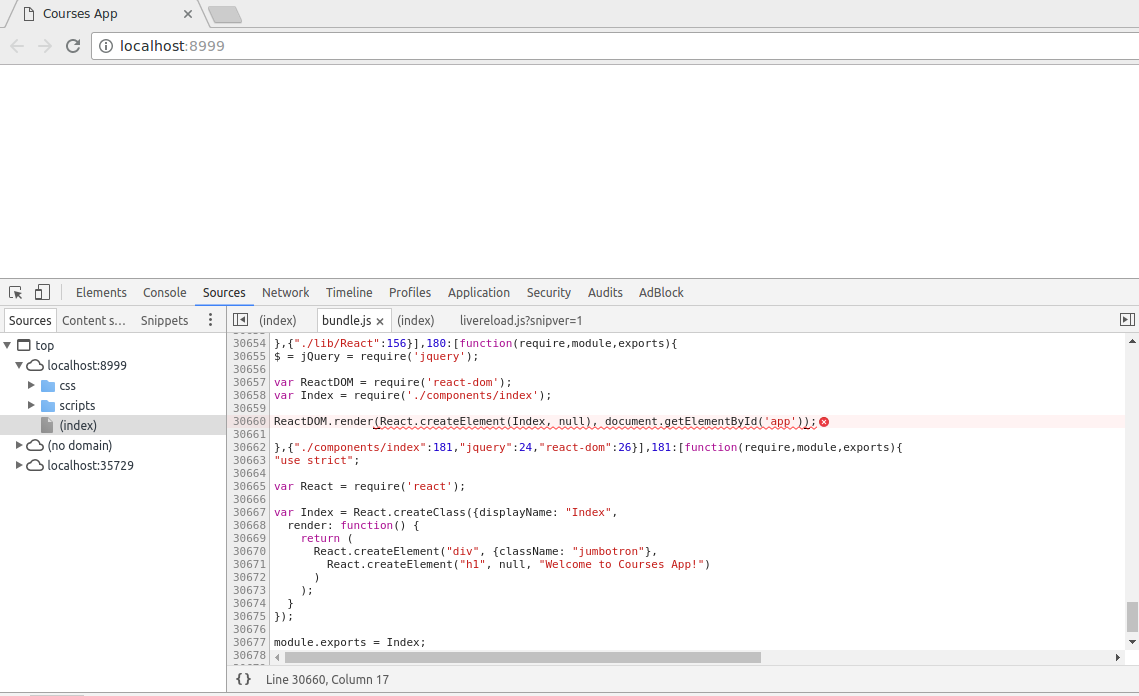 Courses App
localhost:8999
Elements Console Sources Network Timeline Profiles Application Security Audits AdBlock
Sources Content s... Snippets
(index) bundle.js × (index) livereload.js?snipver=1
top
localhost:8999
css
scripts
(index)
(no domain)
localhost:35729
30654 },{"./lib/React":156}],180:[function(require,module,exports){
30655 $ = jQuery = require('jquery');
30656
30657 var ReactDOM = require('react-dom');
30658 var Index = require('./components/index');
30659
30660 ReactDOM.render(React.createElement(Index, null), document.getElementById('app'));
30661
30662 },{"./components/index":181,"jquery":24,"react-dom":26}],181:[function(require,module,exports){
30663 "use strict";
30664
30665 var React = require('react');
30666
30667 var Index = React.createClass({displayName: "Index",
30668 render: function() {
30669 return (
30670 React.createElement("div", {className: "jumbotron"},
30671 React.createElement("h1", null, "Welcome to Courses App!")
30672 )
30673 );
30674 }
30675 });
30676
30677 module.exports = Index;
30678
{} Line 30660, Column 17